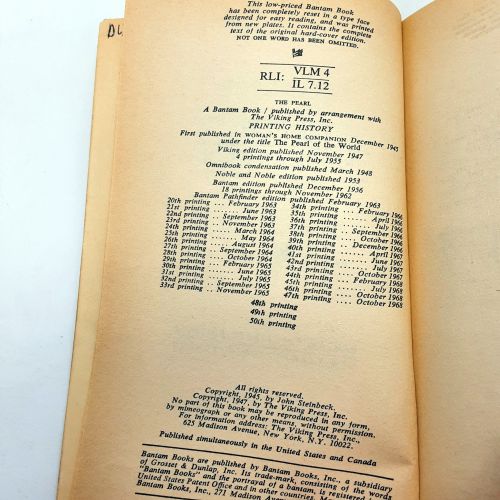 DL
This low-priced Bantam Book
has been completely reset in a type face
designed for easy reading, and was printed
from new plates. It contains the complete
text of the original hard-cover edition.
NOT ONE WORD HAS BEEN OMITTED.
RLI: VLM 4
IL 7.12
THE PEARL
A Bantam Book / published by arrangement with
The Viking Press, Inc.
PRINTING HISTORY
First published in WOMAN'S HOME COMPANION December 1945
under the title The Pearl of the World
Viking edition published November 1947
4 printings through July 1955
Omnibook condensation published March 1948
Noble and Noble edition published 1953
Bantam edition published December 1956
18 printings through November 1962
Bantam Pathfinder edition published February 1963
20th printing ... February 1963
21st printing ... June 1963
22nd printing .. September 1963
23rd printing .. November 1963
24th printing ... March 1964
25th printing ... May 1964
26th printing ... August 1964
27th printing .. September 1964
28th printing ... October 1964
29th printing ... February 1965
30th printing ... June 1965
31st printing ... July 1965
32nd printing .. September 1965
33rd printing .. November 1965
34th printing ... February 1966
35th printing ... April 1966
36th printing ... July 1966
37th printing ... September 1966
38th printing ... October 1966
39th printing ... December 1966
40th printing ... April 1967
41st printing ... June 1967
42nd printing ... July 1967
43rd printing ... October 1967
44th printing ... February 1968
45th printing ... July 1968
46th printing ... October 1968
47th printing ... October 1968
48th printing
49th printing
50th printing
All rights reserved.
Copyright, 1945, by John Steinbeck.
Copyright, 1947, by The Viking Press, Inc.
No part of this book may be reproduced in any form,
by mimeograph or any other means, without permission.
For information address: The Viking Press, Inc.,
625 Madison Avenue, New York, N.Y. 10022.
Published simultaneously in the United States and Canada
Bantam Books are published by Bantam Books, Inc., a subsidiary
of Grosset & Dunlap, Inc. Its trade-mark, consisting of the words
"Bantam Books" and the portrayal of a bantam, is registered in
United States Patent Office and in other countries.
Bantam Books, Inc., 271 Madison